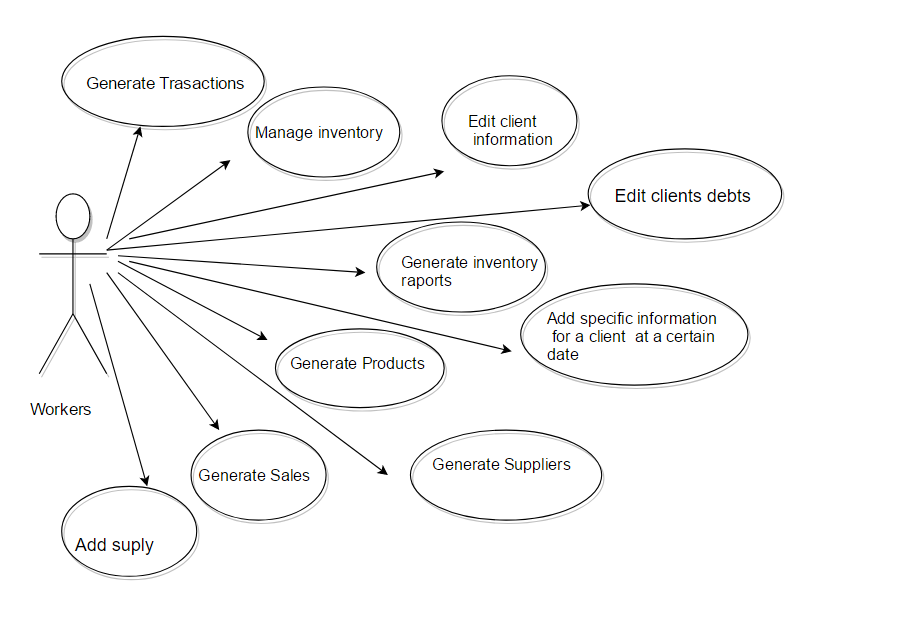 Generate Trasactions
Manage inventory
Edit client
information
Edit clients debts
Generate inventory
raports
Add specific information
for a client at a certain
date
Generate Products
Workers
Generate Sales
Generate Suppliers
Add suply